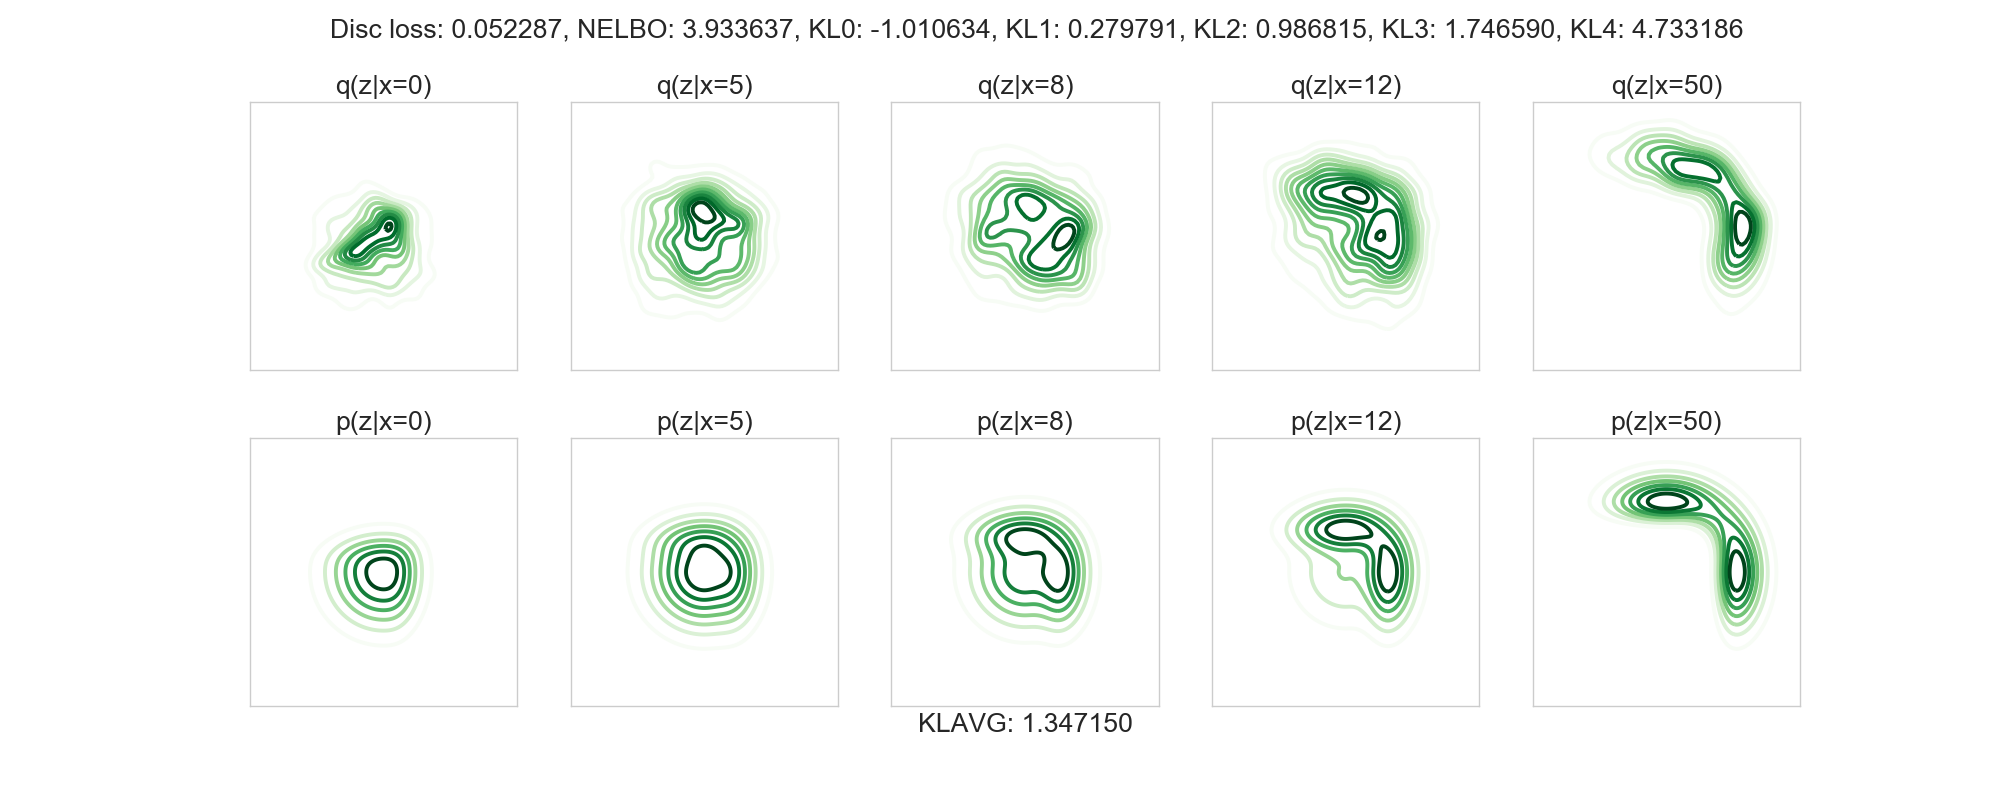 Disc loss: 0.052287, NELBO: 3.933637, KL0: -1.010634, KL1: 0.279791, KL2: 0.986815, KL3: 1.746590, KL4: 4.733186
q(z|x=0) q(z|x=5) q(z|x=8) q(z|x=12) q(z|x=50)
p(z|x=0) p(z|x=5) p(z|x=8) p(z|x=12) p(z|x=50)
KLAVG: 1.347150